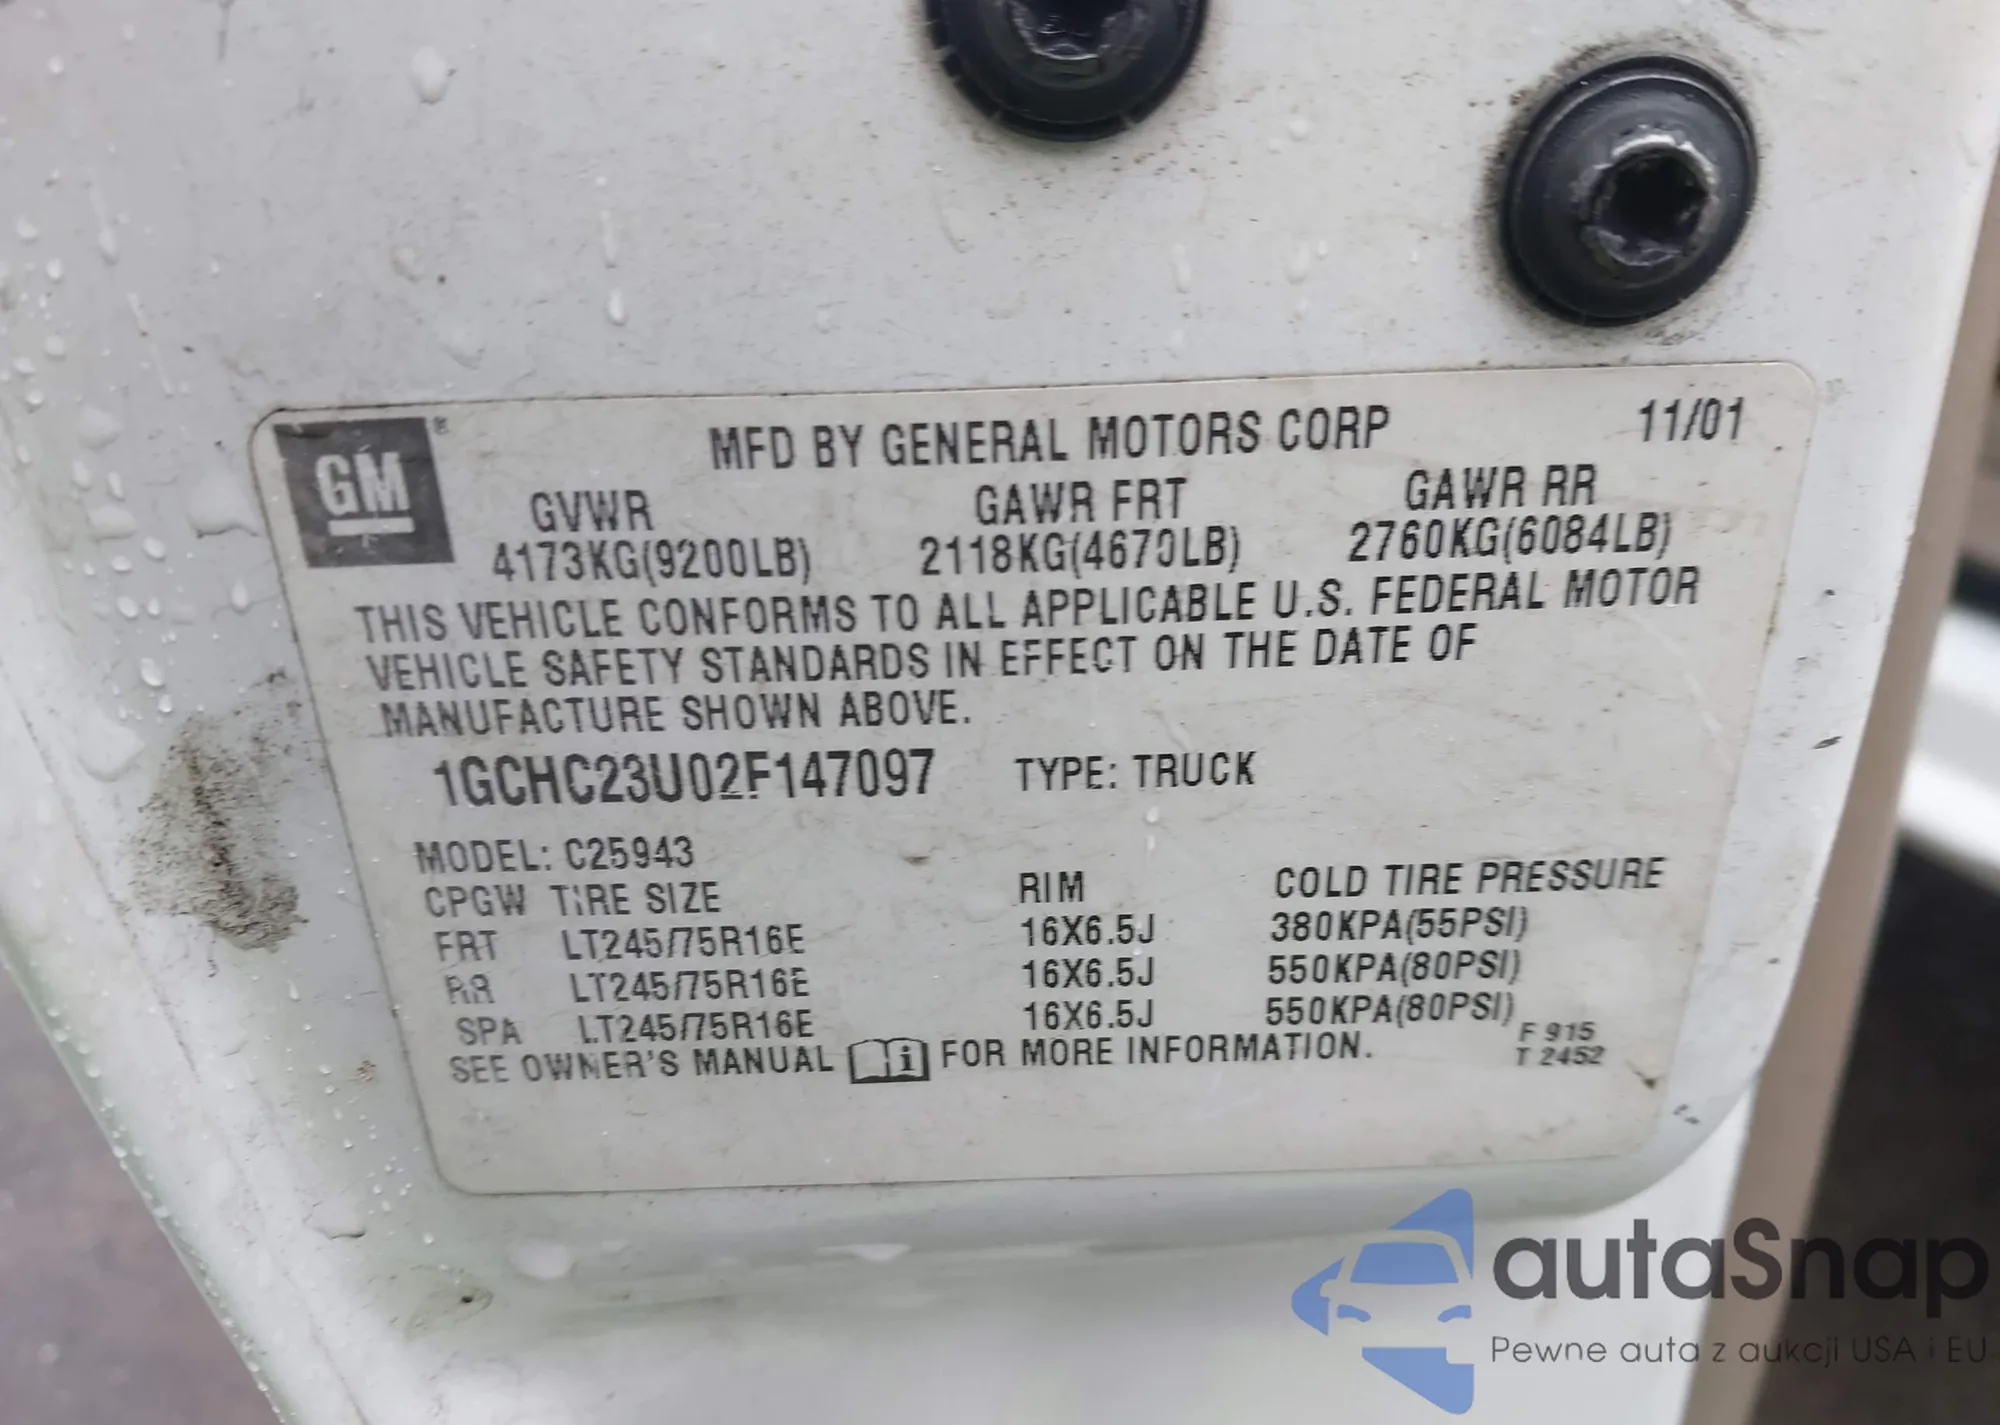 GM®
MFD BY GENERAL MOTORS CORP 11/01
GVWR GAWR FRT GAWR RR
4173KG(9200LB) 2118KG(4670LB) 2760KG(6084LB)
THIS VEHICLE CONFORMS TO ALL APPLICABLE U.S. FEDERAL MOTOR
VEHICLE SAFETY STANDARDS IN EFFECT ON THE DATE OF
MANUFACTURE SHOWN ABOVE.
1GCHC23U02F147097 TYPE: TRUCK
MODEL: C25943
CPGW TIRE SIZE RIM COLD TIRE PRESSURE
FRT LT245/75R16E 16X6.5J 380KPA(55PSI)
RR LT245/75R16E 16X6.5J 550KPA(80PSI)
SPA LT245/75R16E 16X6.5J 550KPA(80PSI)
SEE OWNER'S MANUAL i FOR MORE INFORMATION.
F 915
T 2452
autaSnap
Pewne auta z aukcji USA i EU